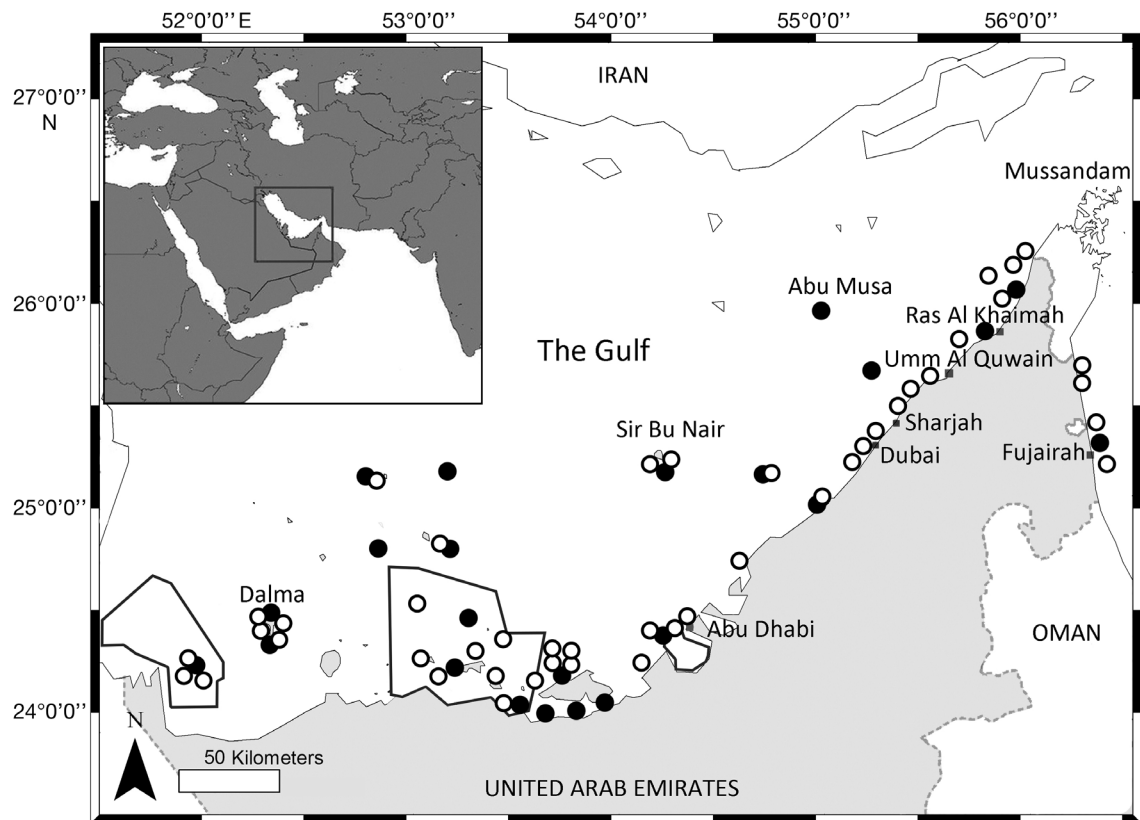 52°0’0’’ E 53°0’0’’ 54°0’0’’ 55°0’0’’ 56°0’0’’
27°0’0’’
N
26°0’0’’
25°0’0’’
24°0’0’’
IRAN
Mussandam
Abu Musa
Ras Al Khaimah
The Gulf
Umm Al Quwain
Sir Bu Nair
Sharjah
Dubai
Fujairah
Dalma
Abu Dhabi
OMAN
N
50 Kilometers
UNITED ARAB EMIRATES